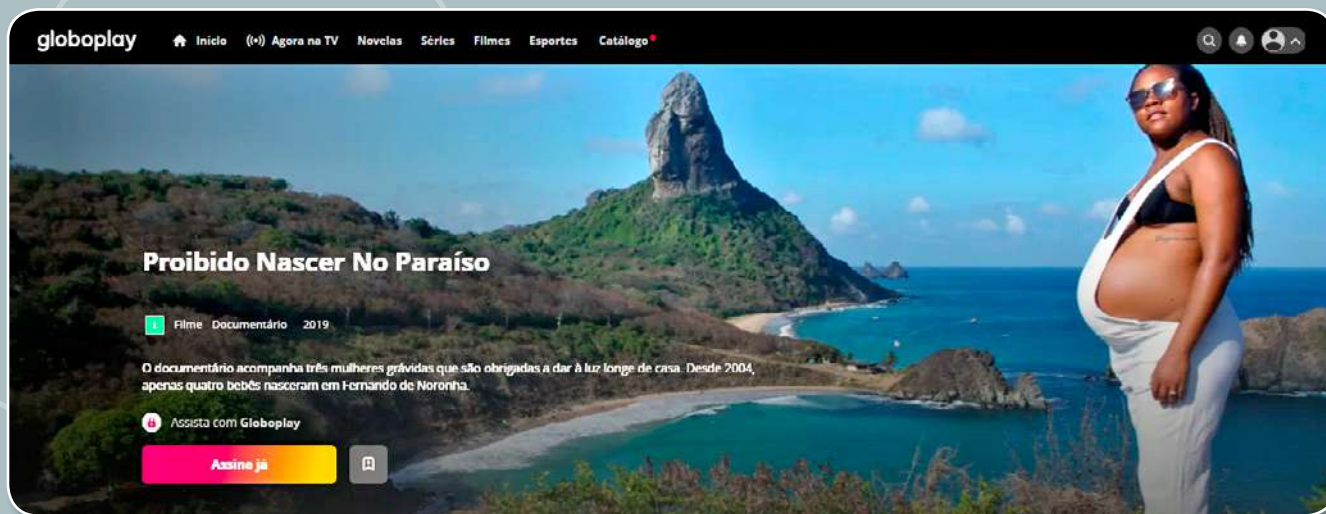 globoplay
Início
Agora na TV
Novelas
Séries
Filmes
Esportes
Catálogo
Proibido Nascer No Paraíso
L
Filme Documentário 2019
O documentário acompanha três mulheres grávidas que são obrigadas a dar à luz longe de casa. Desde 2004,
apenas quatro bebês nasceram em Fernando de Noronha.
Assista com Globoplay
Assine já